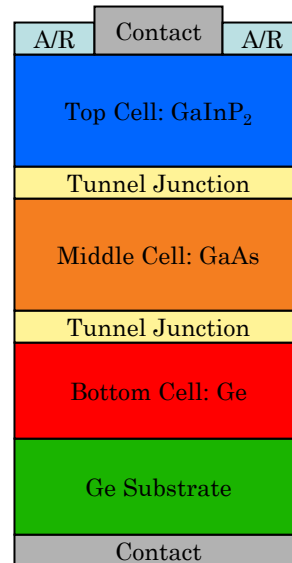 A/R
Contact
A/R
Top Cell: GaInP₂
Tunnel Junction
Middle Cell: GaAs
Tunnel Junction
Bottom Cell: Ge
Ge Substrate
Contact